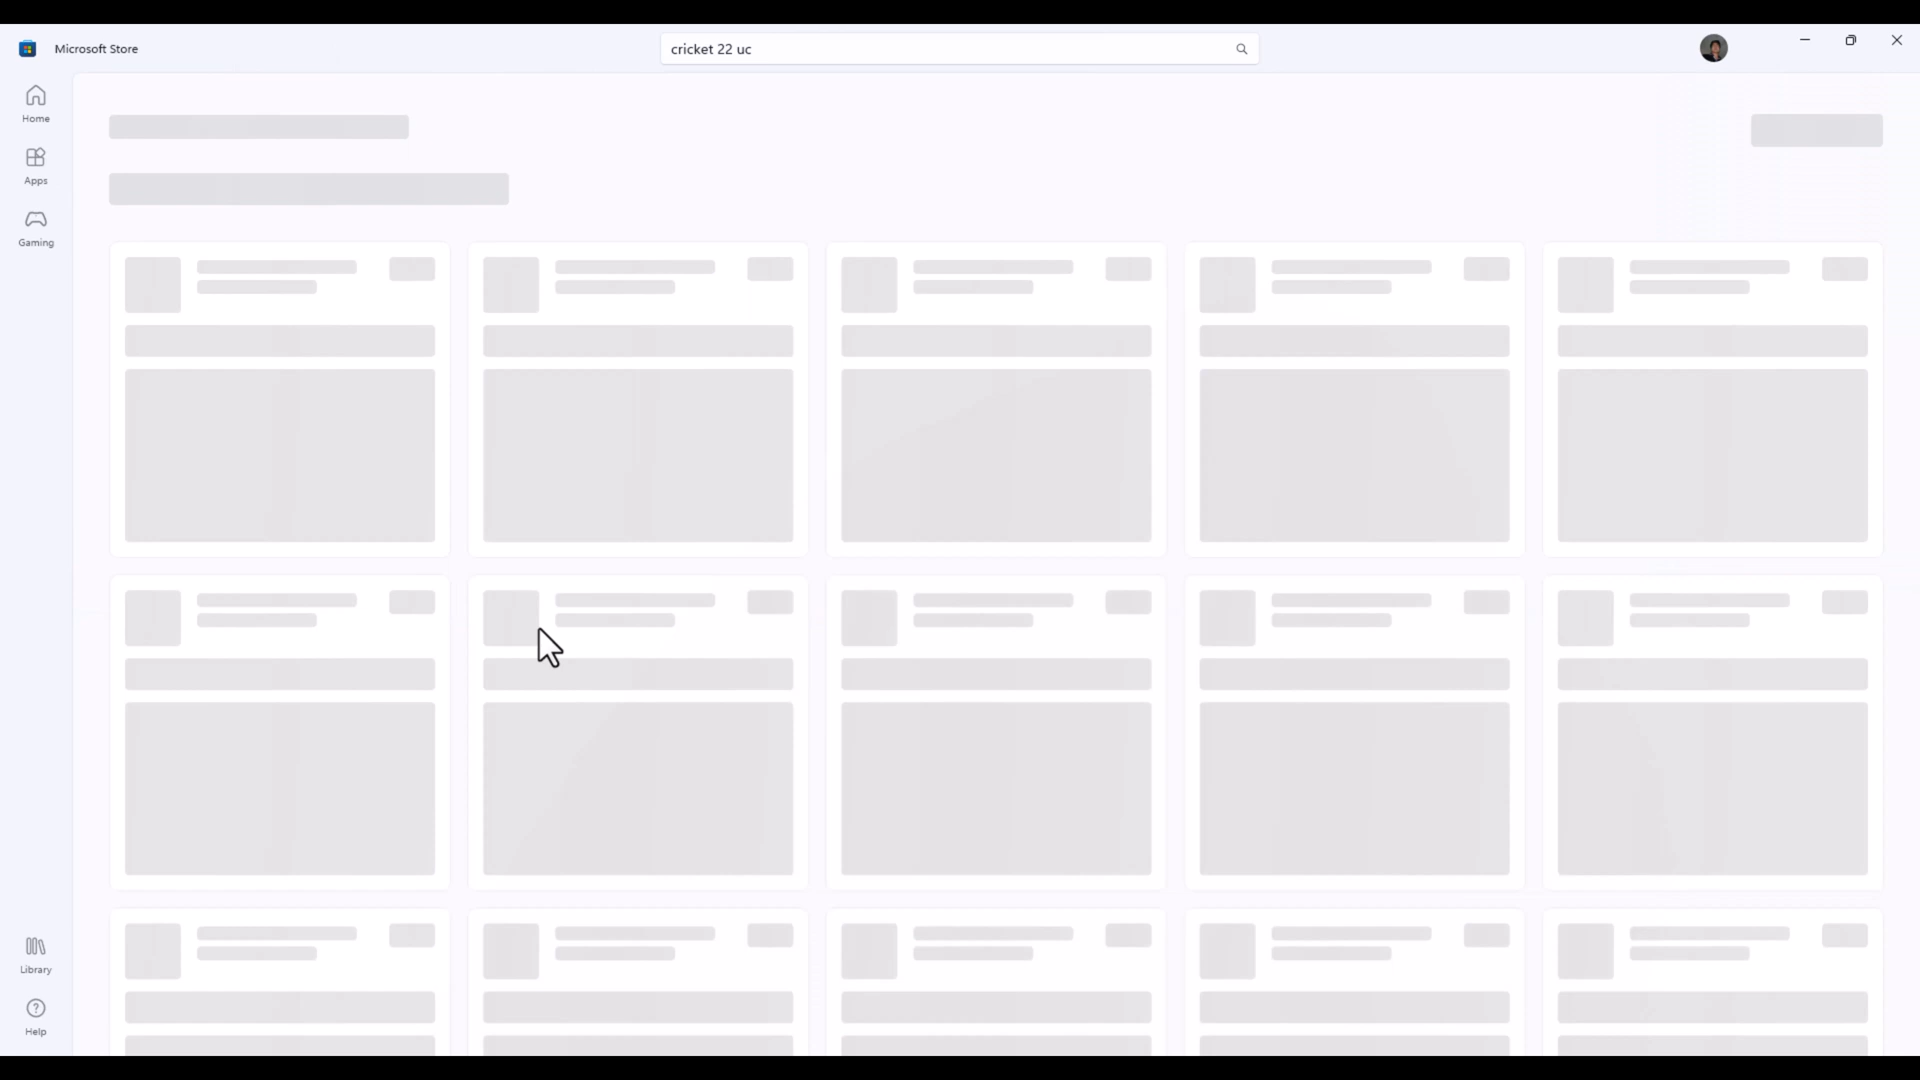 Microsoft Store
cricket 22 uc
Home
Apps
Gaming
Library
Help